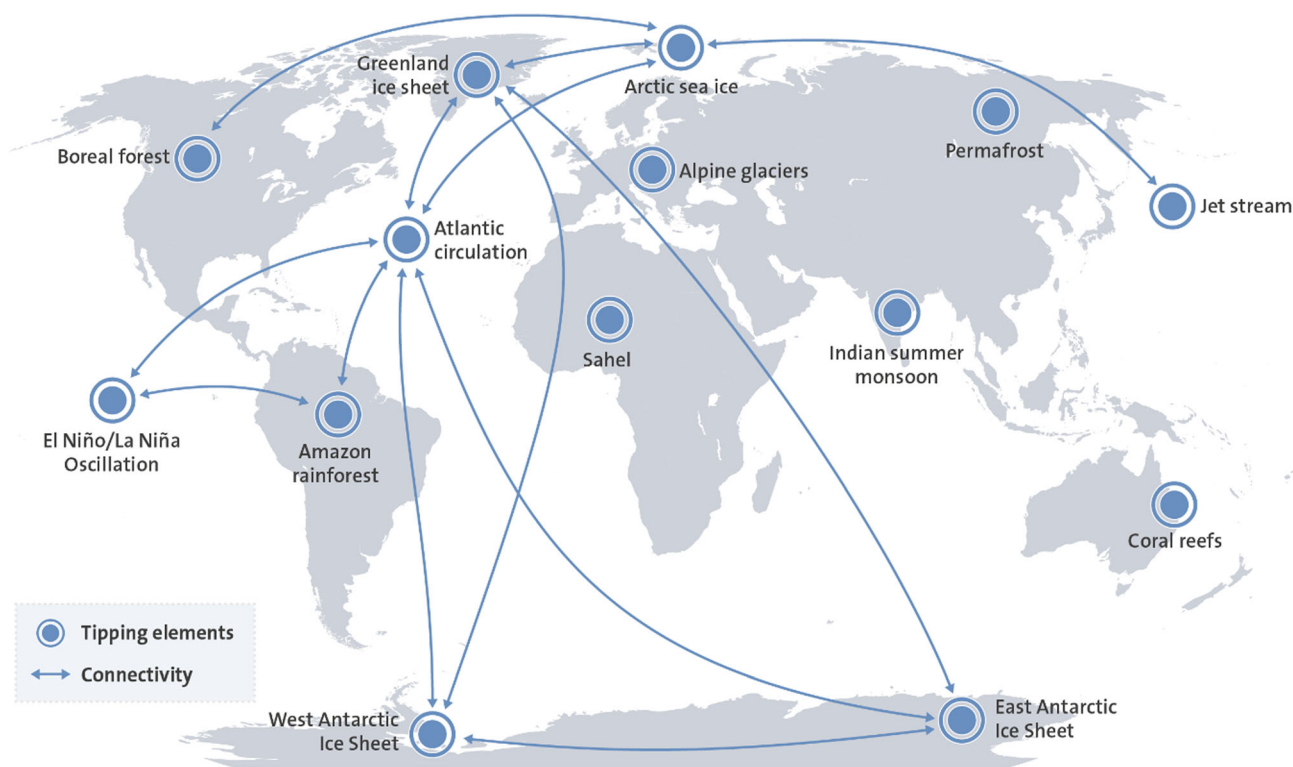 Greenland
ice sheet
Arctic sea ice
Boreal forest
Permafrost
Alpine glaciers
Jet stream
Atlantic
circulation
Sahel
Indian summer
monsoon
El Niño/La Niña
Oscillation
Amazon
rainforest
Coral reefs
Tipping elements
Connectivity
West Antarctic
Ice Sheet
East Antarctic
Ice Sheet